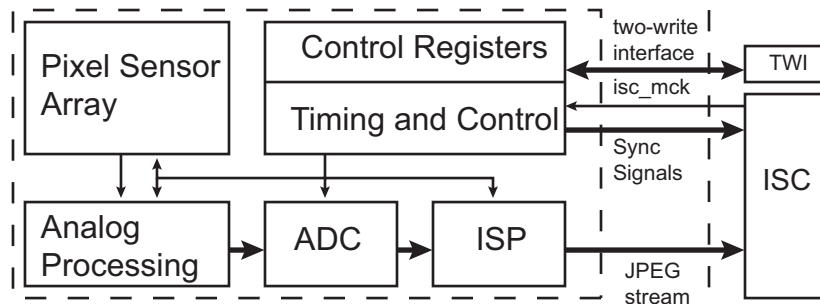 Pixel Sensor
Array
Control Registers
Timing and Control
two-write
interface
isc_mck
Sync
Signals
TWI
ISC
Analog
Processing
ADC
ISP
JPEG
stream